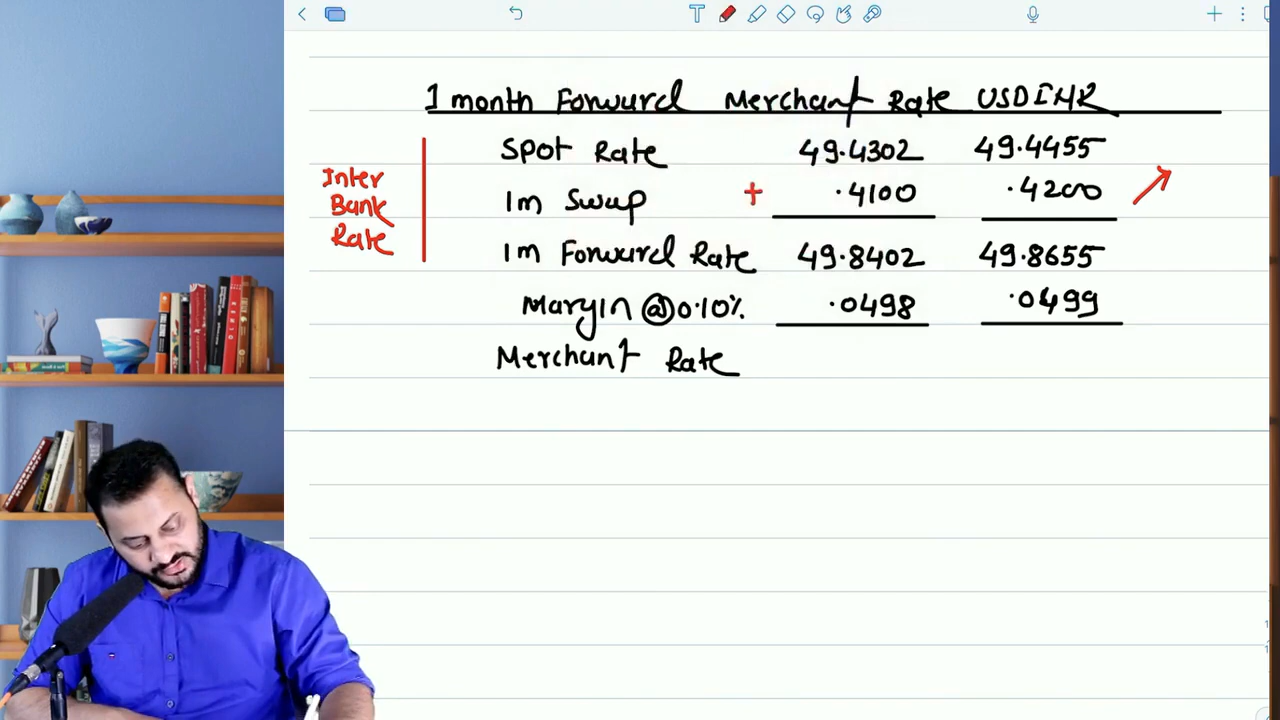 1 month Forward Merchant Rate USDINR
Spot Rate 49.4302 49.4455
Inter Bank Rate
1m Swap + .4100 .4200
1m Forward Rate 49.8402 49.8655
Margin @0.10% .0498 .0499
Merchant Rate